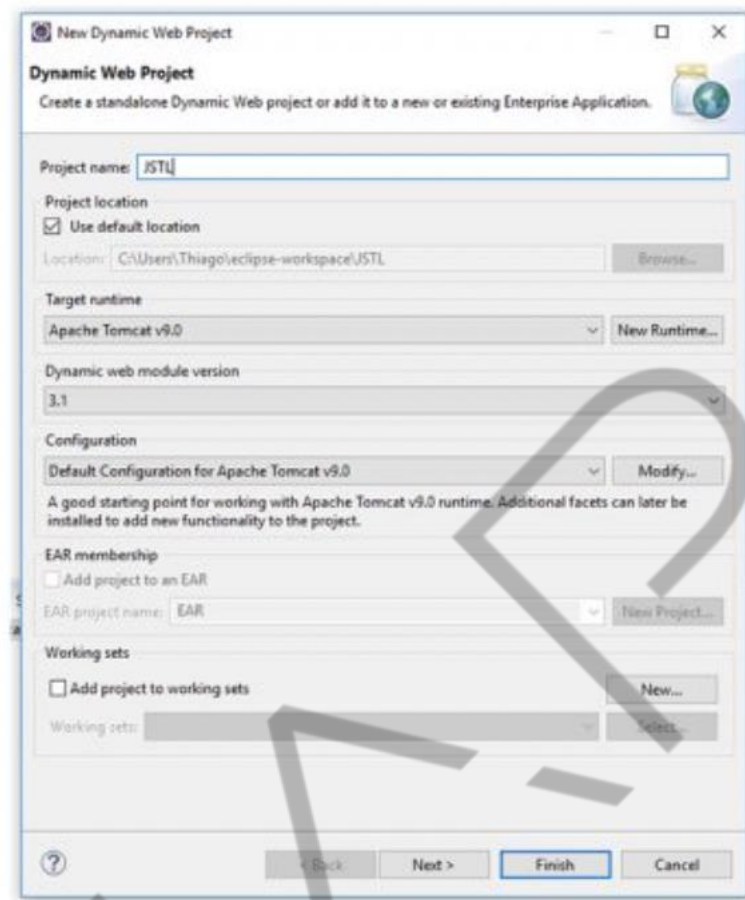 New Dynamic Web Project
Dynamic Web Project
Create a standalone Dynamic Web project or add it to a new or existing Enterprise Application.
Project name: JSTL
Project location
Use default location
Location: C:\Users\Thiago\eclipse-workspace\JSTL Browse...
Target runtime
Apache Tomcat v9.0 New Runtime...
Dynamic web module version
3.1
Configuration
Default Configuration for Apache Tomcat v9.0 Modify...
A good starting point for working with Apache Tomcat v9.0 runtime. Additional facets can later be
installed to add new functionality to the project.
EAR membership
Add project to an EAR
EAR project name: EAR New Project...
Working sets
Add project to working sets New...
Working sets: Select...
? < Back Next > Finish Cancel